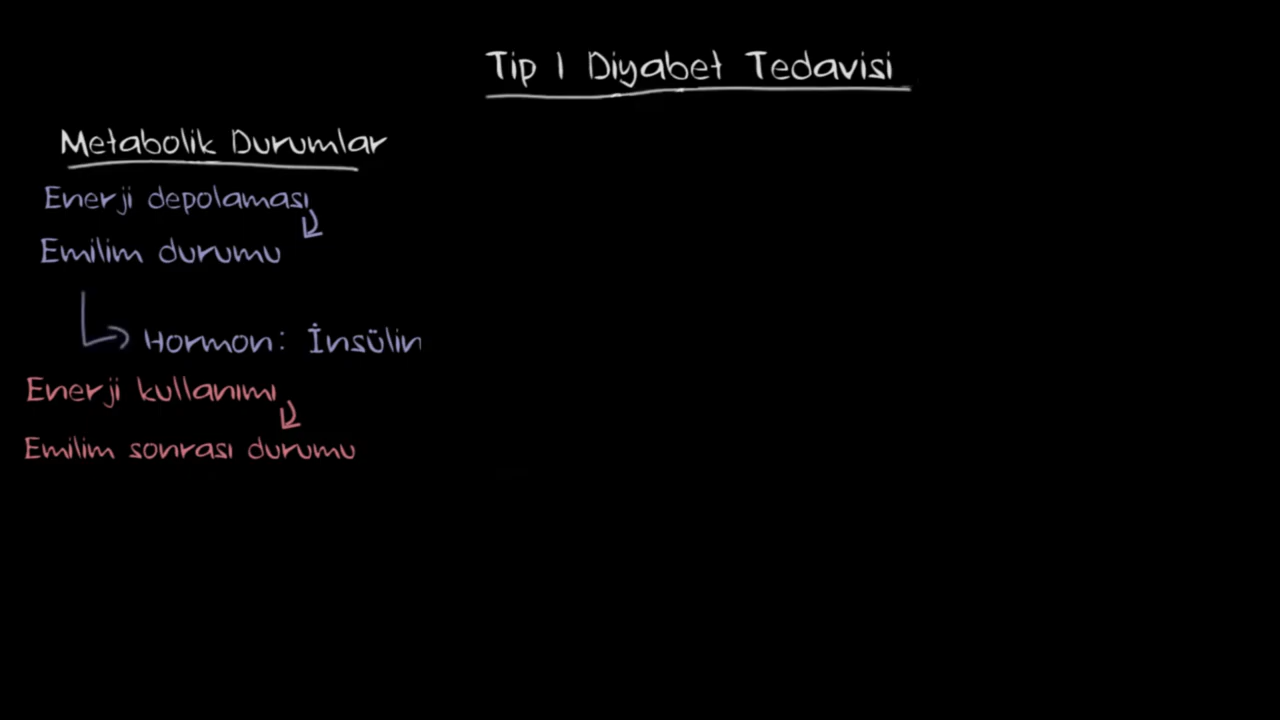 Tip 1 Diyabet Tedavisi
Metabolik Durumlar
Enerji depolaması
Emilim durumu
Hormon: İnsülin
Enerji kullanımı
Emilim sonrası durumu